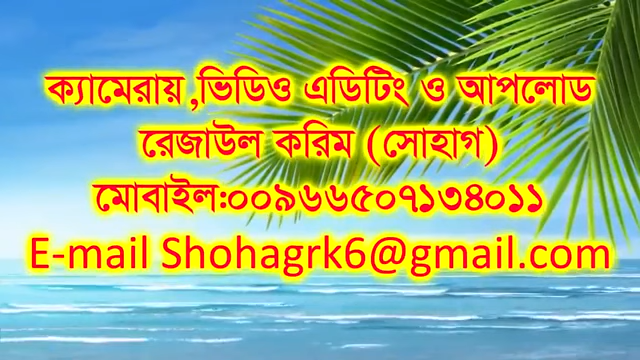 ক্যামেরায়,ভিডিও এডিটিং ও আপলোড
রেজাউল করিম (সোহাগ)
মোবাইল:০০৯৬৬৫০৭১৩৪০১১
E-mail Shohagrk6@gmail.com